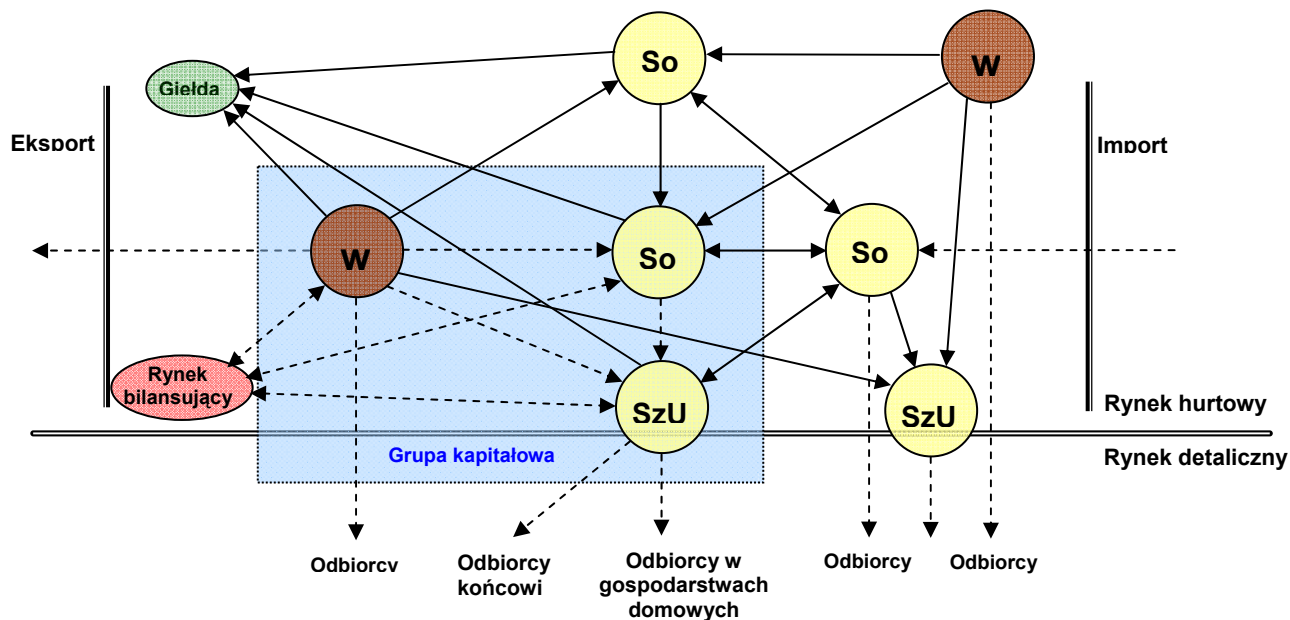 So
W
Giełda
Eksport
Import
W
So
So
Rynek
bilansujący
SzU
SzU
Rynek hurtowy
Grupa kapitałowa
Rynek detaliczny
Odbiorcy
Odbiorcy
końcowi
Odbiorcy w
gospodarstwach
domowych
Odbiorcy
Odbiorcy